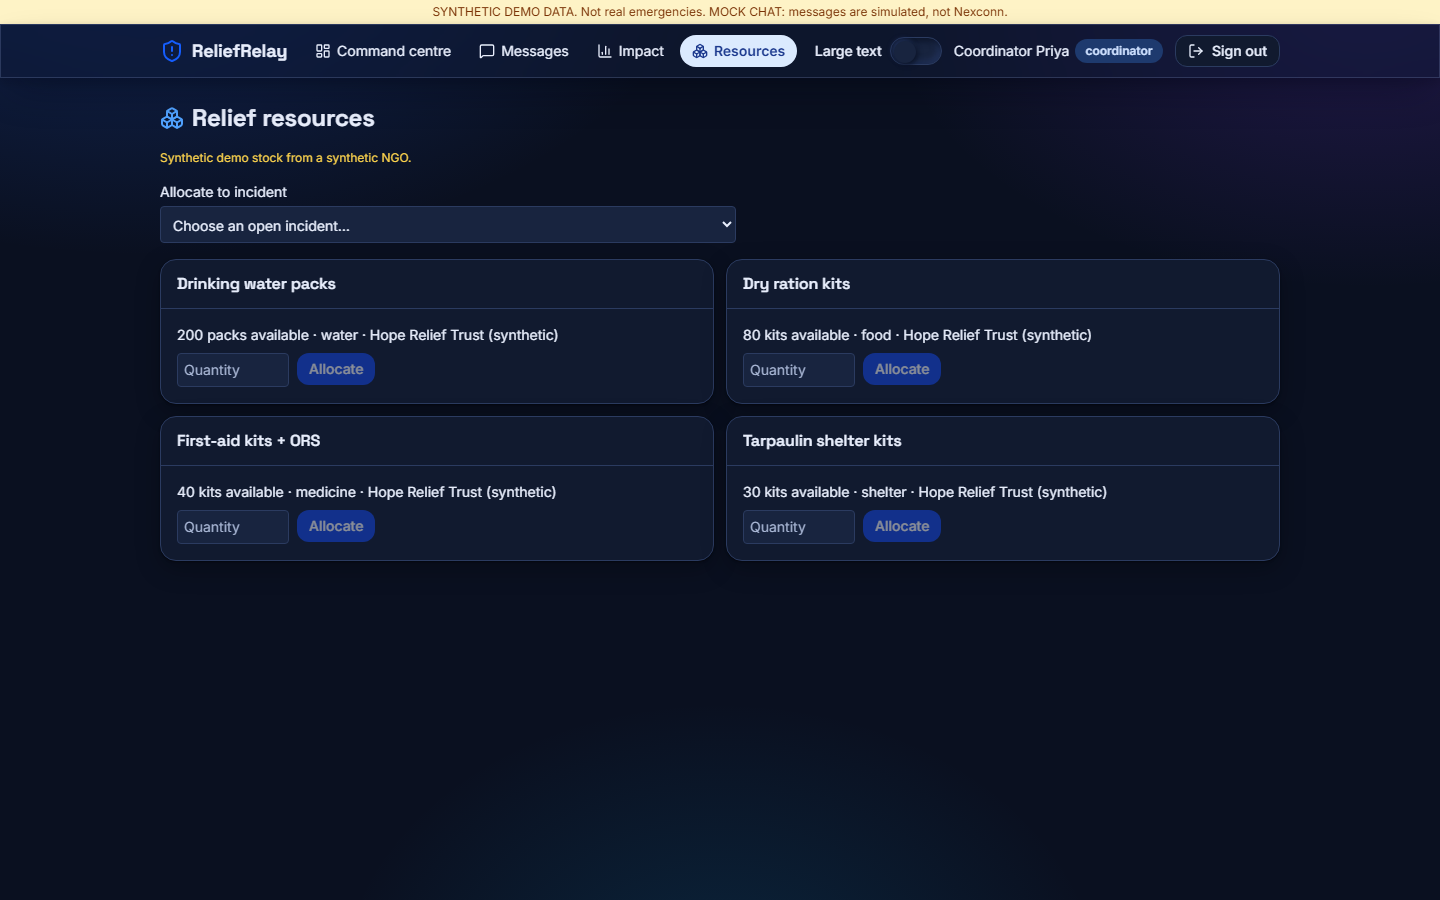 SYNTHETIC DEMO DATA. Not real emergencies. MOCK CHAT: messages are simulated, not Nexconn.
ReliefRelay Command centre Messages Impact Resources Large text Coordinator Priya coordinator Sign out
Relief resources
Synthetic demo stock from a synthetic NGO.
Allocate to incident
Choose an open incident...
Drinking water packs
200 packs available · water · Hope Relief Trust (synthetic)
Quantity Allocate
Dry ration kits
80 kits available · food · Hope Relief Trust (synthetic)
Quantity Allocate
First-aid kits + ORS
40 kits available · medicine · Hope Relief Trust (synthetic)
Quantity Allocate
Tarpaulin shelter kits
30 kits available · shelter · Hope Relief Trust (synthetic)
Quantity Allocate